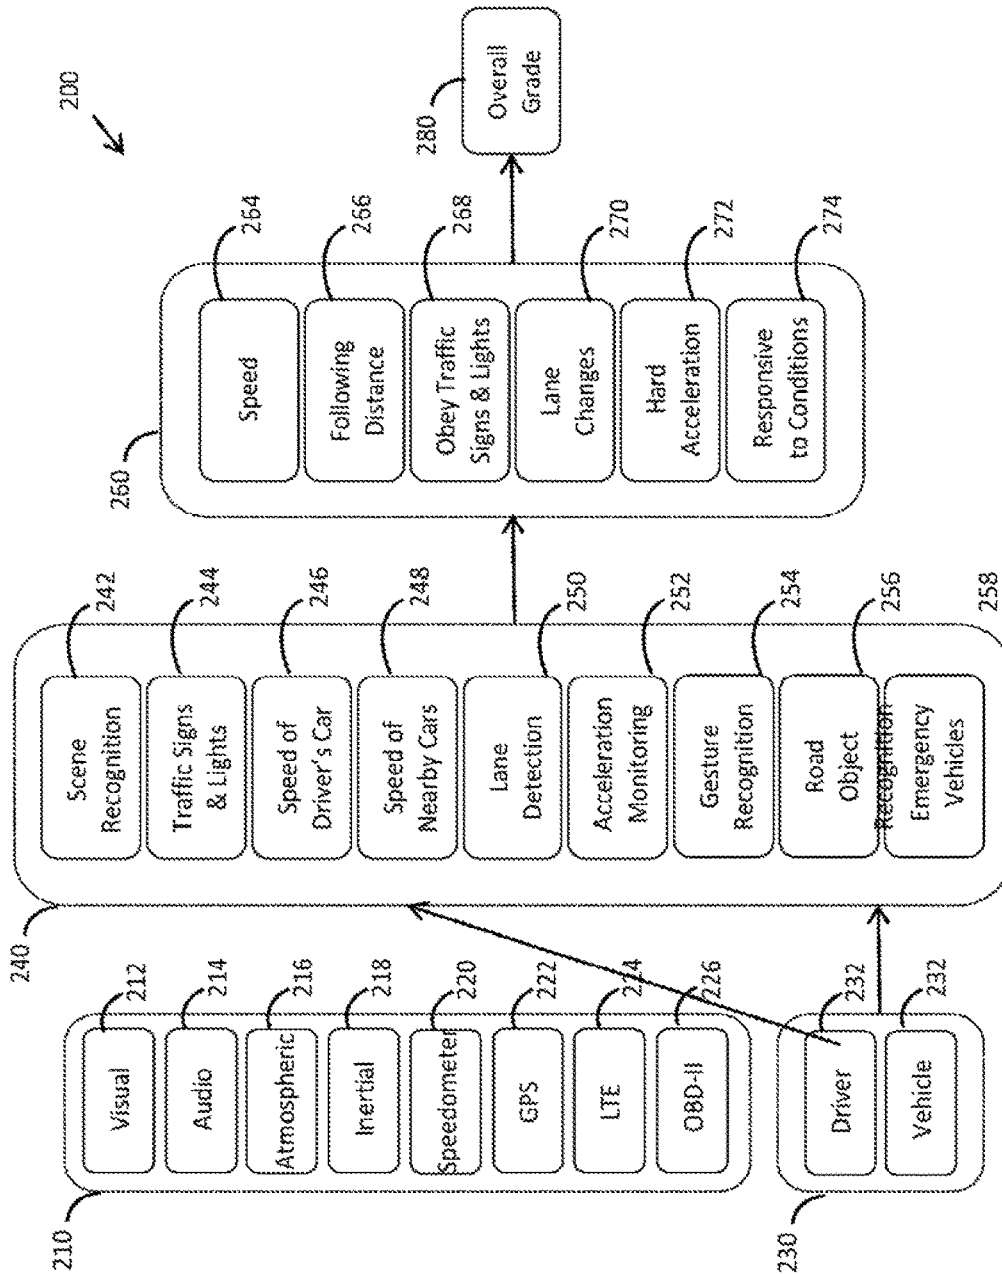 200
210
Visual
212
Audio
214
Atmospheric
216
Inertial
218
Speedometer
220
GPS
222
LTE
224
OBD-II
226
230
Driver
232
Vehicle
232
240
Scene
Recognition
242
Traffic Signs
& Lights
244
Speed of
Driver's Car
246
Speed of
Nearby Cars
248
Lane
Detection
250
Acceleration
Monitoring
252
Gesture
Recognition
254
Road
Object
Recognition
256
Emergency
Vehicles
258
260
Speed
264
Following
Distance
266
Obey Traffic
Signs & Lights
268
Lane
Changes
270
Hard
Acceleration
272
Responsive
to Conditions
274
280
Overall
Grade